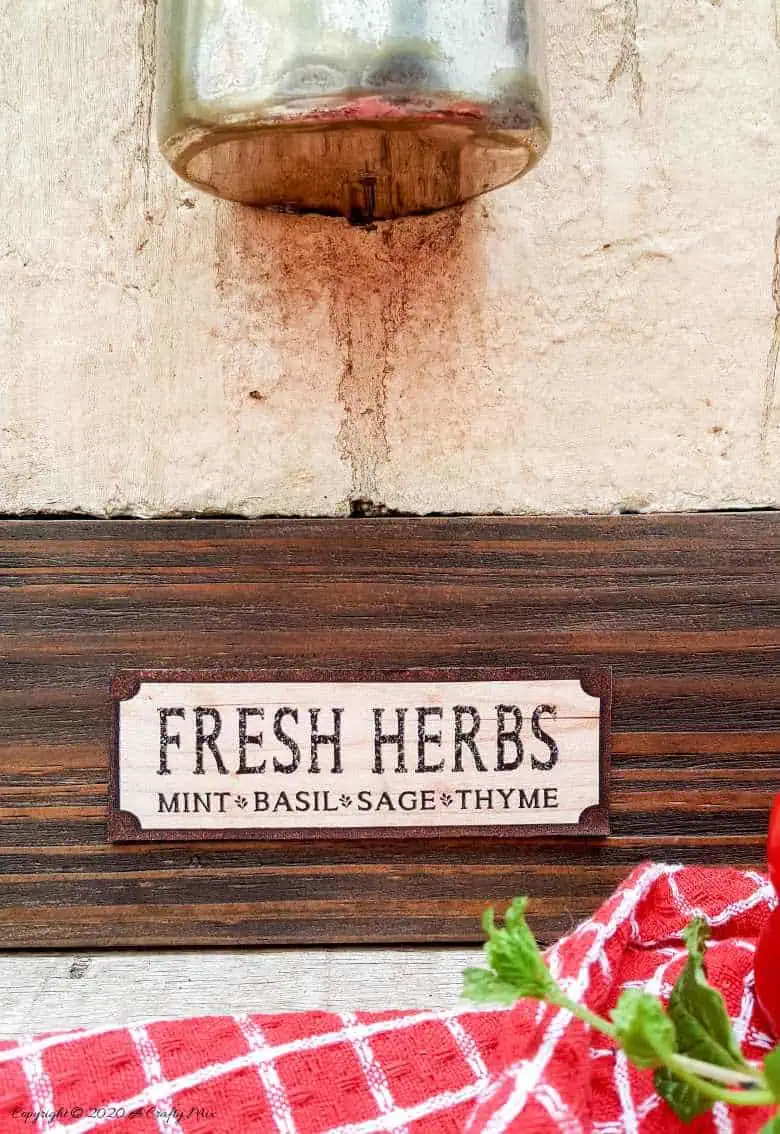 FRESH HERBS
MINT BASIL SAGE THYME
Copyright © 2020 A Crafty Mix